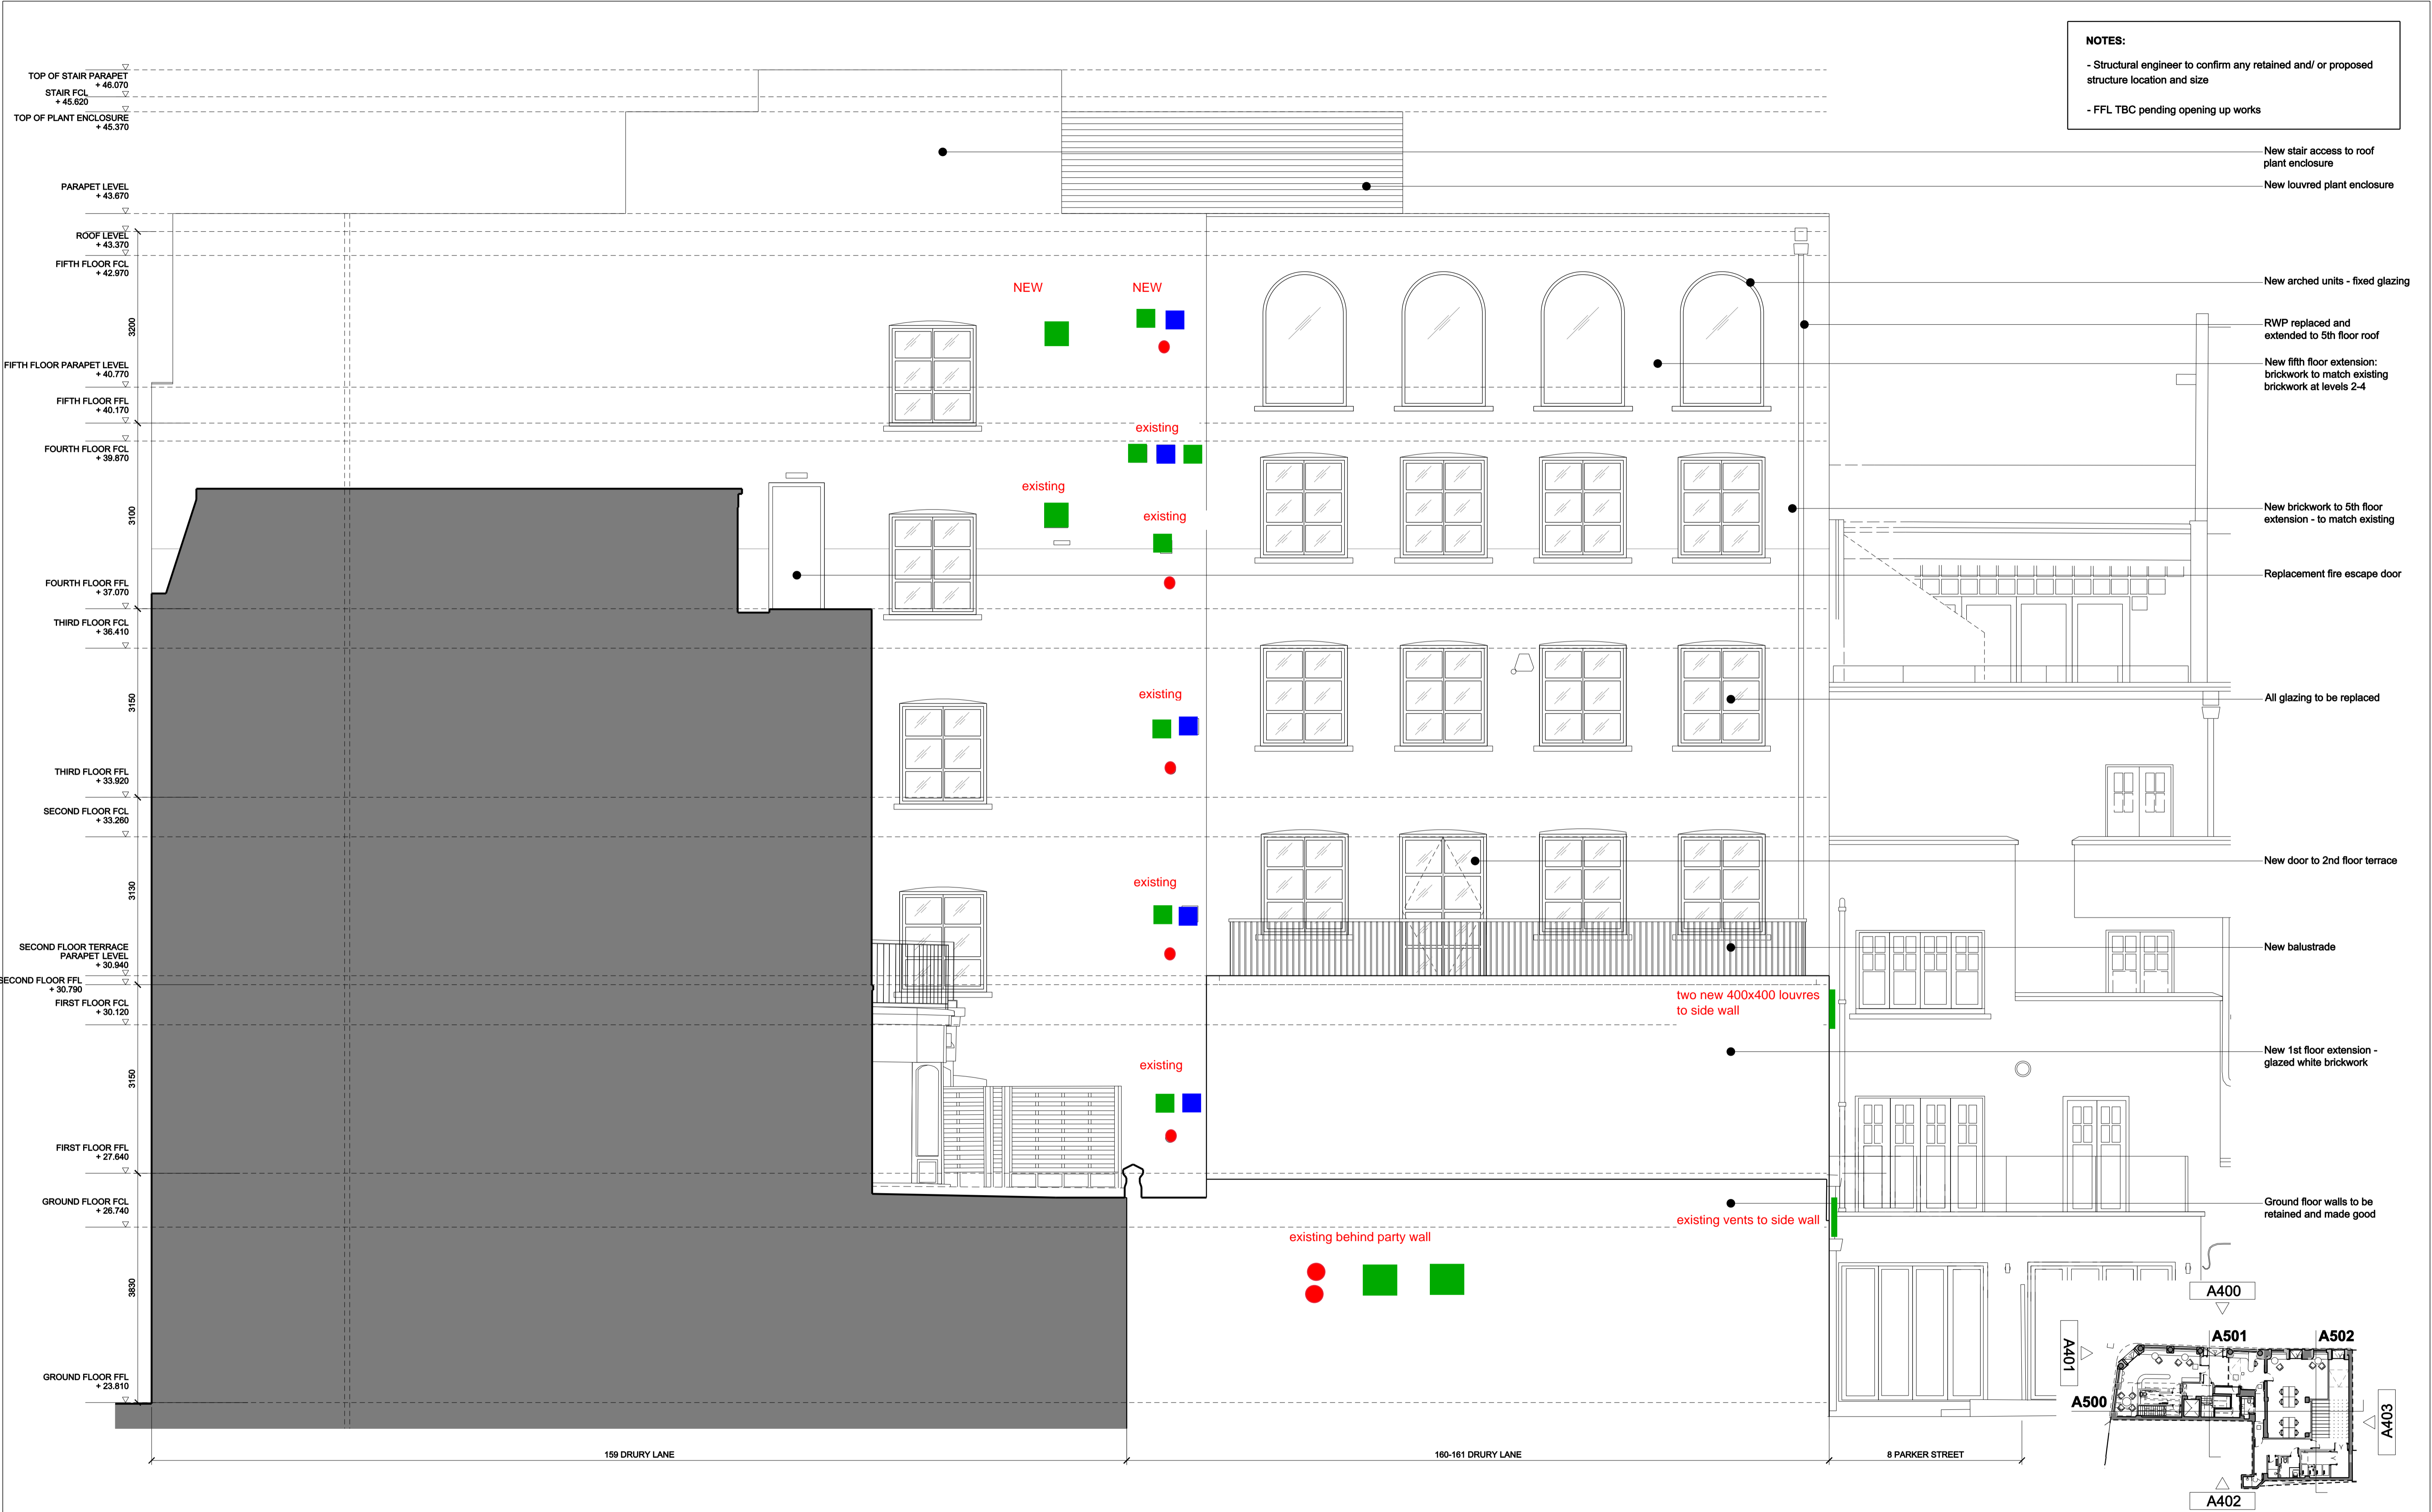 NOTES:
- Structural engineer to confirm any retained and/ or proposed
structure location and size
- FFL TBC pending opening up works
TOP OF STAIR PARAPET
+ 46.070
STAIR FCL
+ 45.620
TOP OF PLANT ENCLOSURE
+ 45.370
PARAPET LEVEL
+ 43.670
ROOF LEVEL
+ 43.370
FIFTH FLOOR FCL
+ 42.970
3200
FIFTH FLOOR PARAPET LEVEL
+ 40.770
FIFTH FLOOR FFL
+ 40.170
FOURTH FLOOR FCL
+ 39.870
3100
FOURTH FLOOR FFL
+ 37.070
THIRD FLOOR FCL
+ 36.410
3150
THIRD FLOOR FFL
+ 33.920
SECOND FLOOR FCL
+ 33.260
3130
SECOND FLOOR TERRACE
PARAPET LEVEL
+ 30.940
SECOND FLOOR FFL
+ 30.790
FIRST FLOOR FCL
+ 30.120
3150
FIRST FLOOR FFL
+ 27.640
GROUND FLOOR FCL
+ 26.740
3830
GROUND FLOOR FFL
+ 23.810
NEW
NEW
existing
existing
existing
existing
existing
existing
two new 400x400 louvres
to side wall
existing vents to side wall
existing behind party wall
New stair access to roof
plant enclosure
New louvred plant enclosure
New arched units - fixed glazing
RWP replaced and
extended to 5th floor roof
New fifth floor extension:
brickwork to match existing
brickwork at levels 2-4
New brickwork to 5th floor
extension - to match existing
Replacement fire escape door
All glazing to be replaced
New door to 2nd floor terrace
New balustrade
New 1st floor extension -
glazed white brickwork
Ground floor walls to be
retained and made good
A400
A401
A501
A502
A500
A403
A402
159 DRURY LANE
160-161 DRURY LANE
8 PARKER STREET